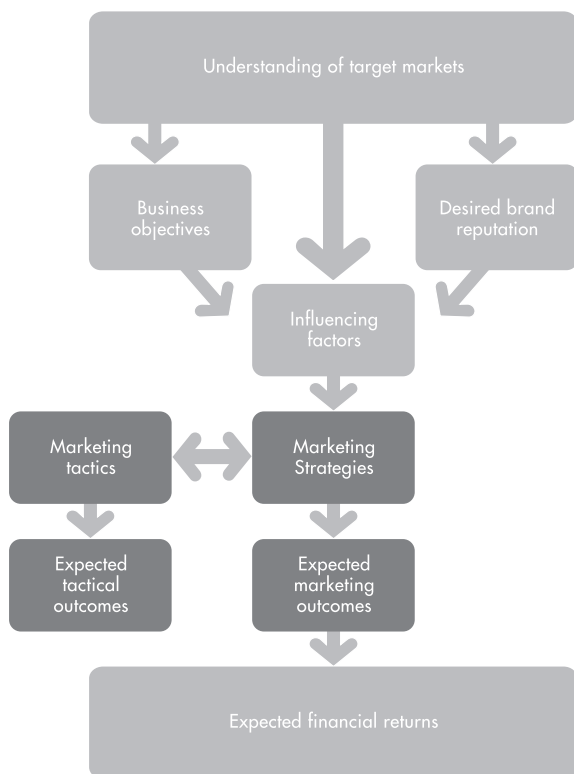 Understanding of target markets
Business
objectives
Desired brand
reputation
Influencing
factors
Marketing
tactics
Marketing
Strategies
Expected
tactical
outcomes
Expected
marketing
outcomes
Expected financial returns